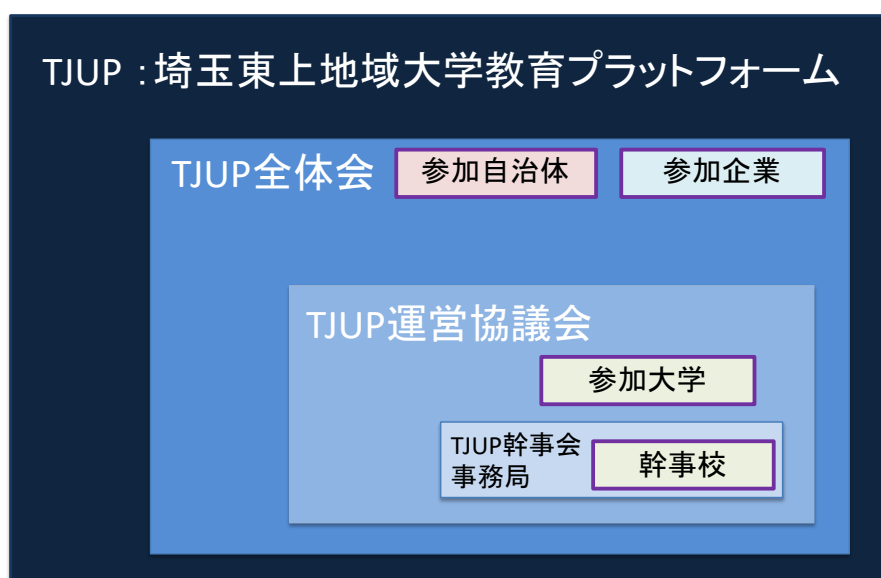 TJUP：埼玉東上地域大学教育プラットフォーム
TJUP全体会
参加自治体
参加企業
TJUP運営協議会
参加大学
TJUP幹事会
事務局
幹事校